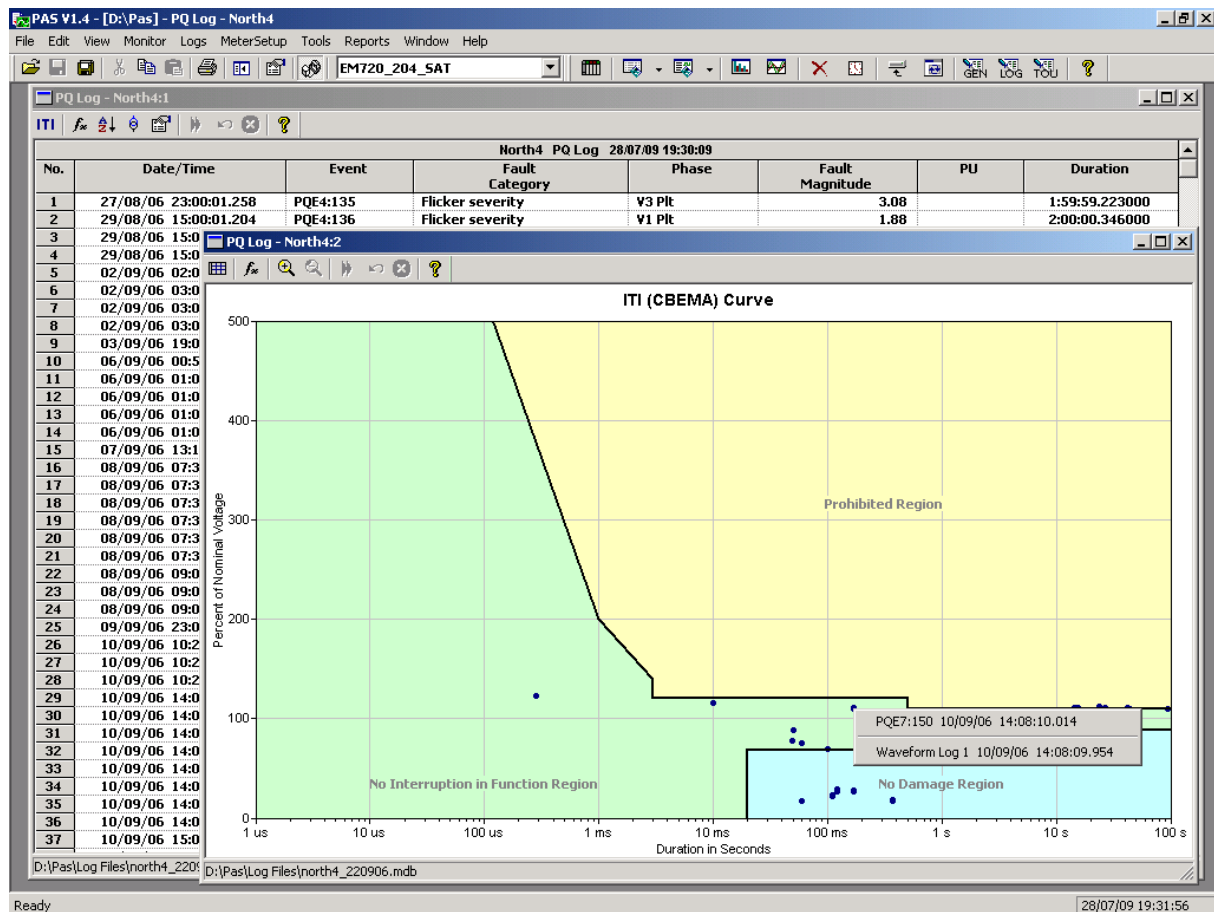 PAS V1.4 - [D:\Pas] - PQ Log - North4
File Edit View Monitor Logs MeterSetup Tools Reports Window Help
EM720_204_SAT
GEN LOG TOU
PQ Log - North4:1
ITI
North4 PQ Log 28/07/09 19:30:09
No. Date/Time Event Fault Category Phase Fault Magnitude PU Duration
1 27/08/06 23:00:01.258 PQE4:135 Flicker severity V3 Plt 3.08 1:59:59.223000
2 29/08/06 15:00:01.204 PQE4:136 Flicker severity V1 Plt 1.88 2:00:00.346000
3 29/08/06 15:0
4 29/08/06 15:0
5 02/09/06 02:0
6 02/09/06 03:0
7 02/09/06 03:0
8 02/09/06 03:0
9 03/09/06 19:0
10 06/09/06 00:5
11 06/09/06 01:0
12 06/09/06 01:0
13 06/09/06 01:0
14 06/09/06 01:0
15 07/09/06 13:1
16 08/09/06 07:3
17 08/09/06 07:3
18 08/09/06 07:3
19 08/09/06 07:3
20 08/09/06 07:3
21 08/09/06 07:3
22 08/09/06 09:0
23 08/09/06 09:0
24 08/09/06 09:0
25 09/09/06 23:0
26 10/09/06 10:2
27 10/09/06 10:2
28 10/09/06 10:2
29 10/09/06 14:0
30 10/09/06 14:0
31 10/09/06 14:0
32 10/09/06 14:0
33 10/09/06 14:0
34 10/09/06 14:0
35 10/09/06 14:0
36 10/09/06 14:0
37 10/09/06 15:0
D:\Pas\Log Files\north4_220
PQ Log - North4:2
ITI (CBEMA) Curve
Percent of Nominal Voltage
500
400
300
200
100
0
Prohibited Region
PQE7:150 10/09/06 14:08:10.014
Waveform Log 1 10/09/06 14:08:09.954
No Interruption in Function Region
No Damage Region
1 us 10 us 100 us 1 ms 10 ms 100 ms 1 s 10 s 100 s
Duration in Seconds
D:\Pas\Log Files\north4_220906.mdb
Ready
28/07/09 19:31:56